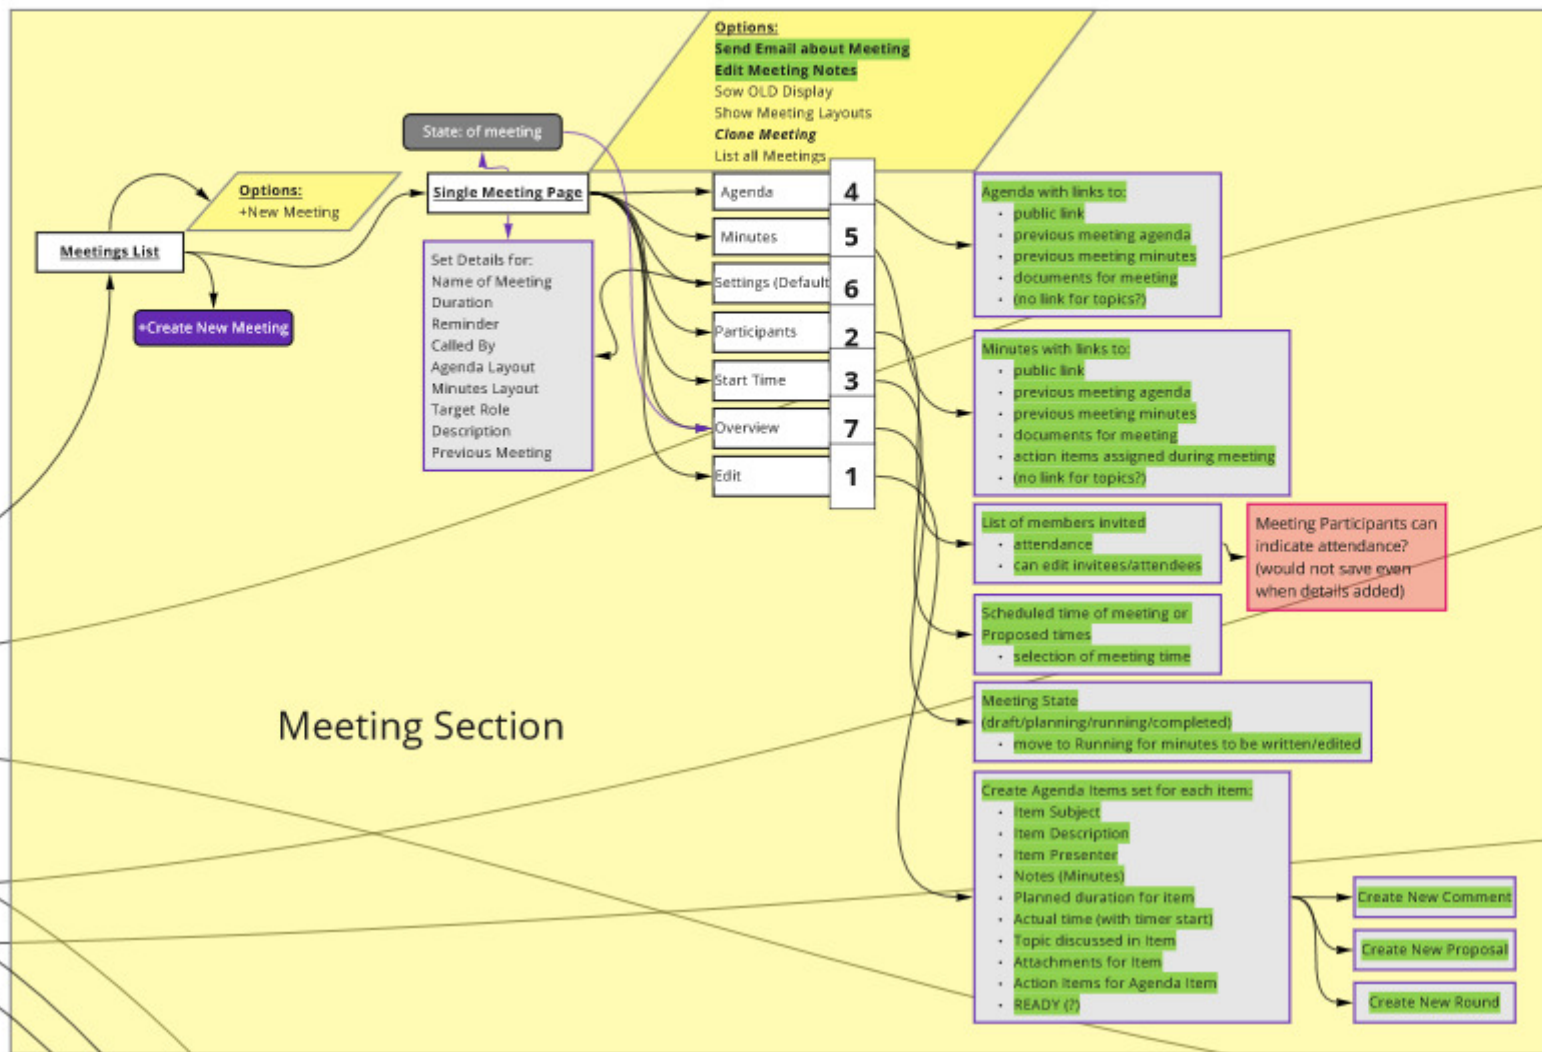 Options:
Send Email about Meeting
Edit Meeting Notes
Sow OLD Display
Show Meeting Layouts
Clone Meeting
List all Meetings
State: of meeting
Options:
+New Meeting
Single Meeting Page
Meetings List
+Create New Meeting
Set Details for:
Name of Meeting
Duration
Reminder
Called By
Agenda Layout
Minutes Layout
Target Role
Description
Previous Meeting
Agenda 4
Minutes 5
Settings (Default 6
Participants 2
Start Time 3
Overview 7
Edit 1
Agenda with links to:
• public link
• previous meeting agenda
• previous meeting minutes
• documents for meeting
• (no link for topics?)
Minutes with links to:
• public link
• previous meeting agenda
• previous meeting minutes
• documents for meeting
• action items assigned during meeting
• (no link for topics?)
List of members invited
• attendance
• can edit invitees/attendees
Meeting Participants can
indicate attendance?
(would not save even
when details added)
Scheduled time of meeting or
Proposed times
• selection of meeting time
Meeting State
(draft/planning/running/completed)
• move to Running for minutes to be written/edited
Meeting Section
Create Agenda Items set for each item:
• Item Subject
• Item Description
• Item Presenter
• Notes (Minutes)
• Planned duration for item
• Actual time (with timer start)
• Topic discussed in Item
• Attachments for Item
• Action Items for Agenda Item
• READY (?)
Create New Comment
Create New Proposal
Create New Round